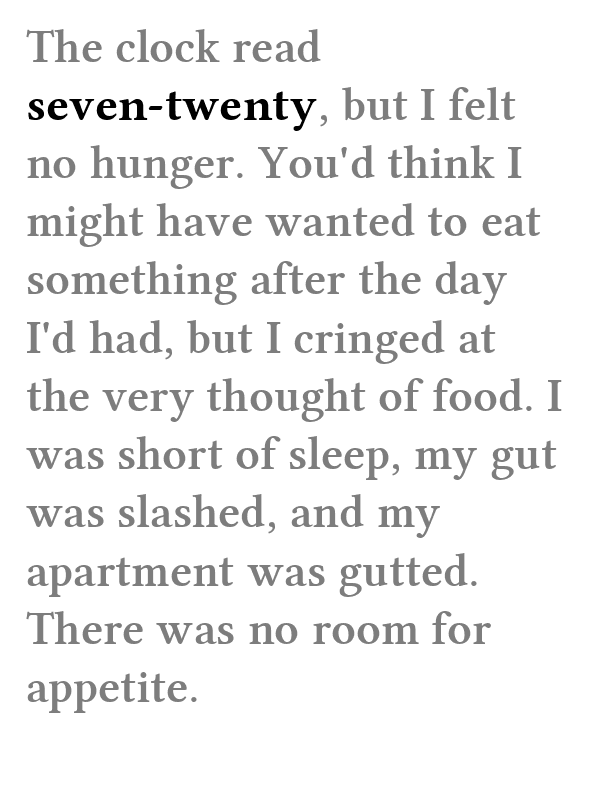 The clock read
seven-twenty, but I felt
no hunger. You'd think I
might have wanted to eat
something after the day
I'd had, but I cringed at
the very thought of food. I
was short of sleep, my gut
was slashed, and my
apartment was gutted.
There was no room for
appetite.